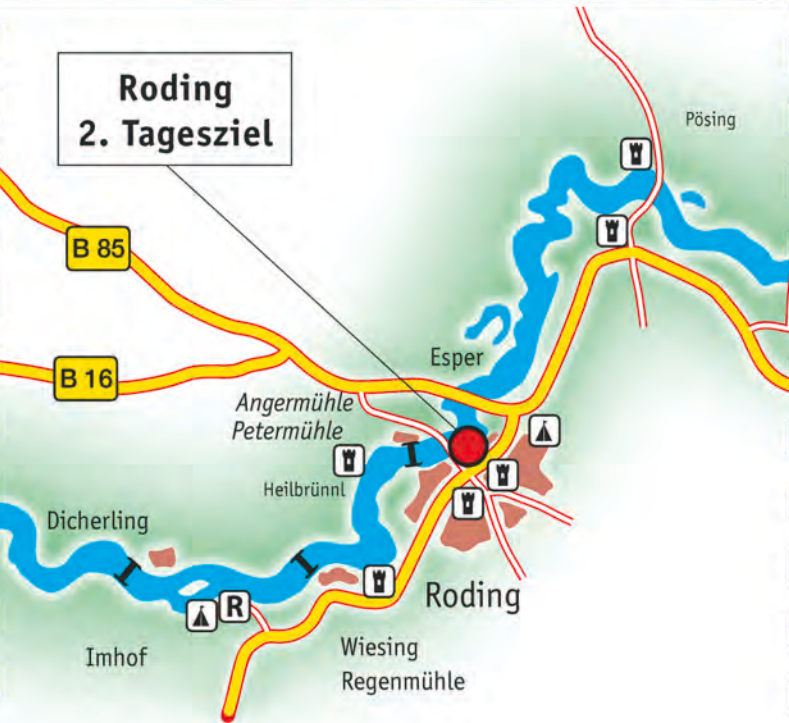 Roding
2. Tagesziel
Pösing
B 85
Esper
B 16
Angermühle
Petermühle
Heilbrünnl
Dicherling
Roding
R
Imhof
Wiesing
Regenmühle